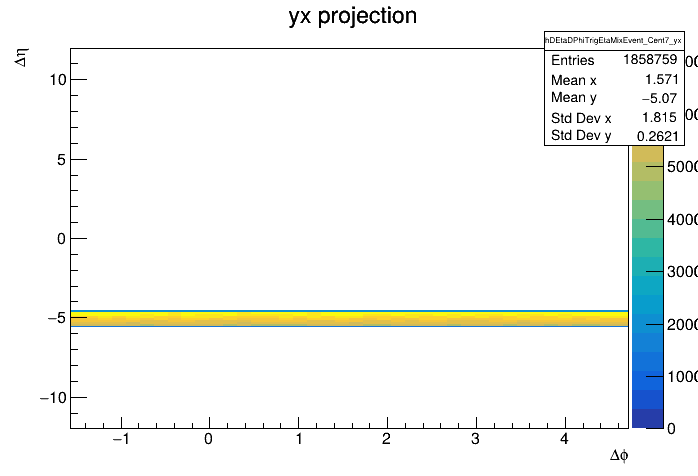 yx projection
hDEtaDPhiTrigEtaMixEvent_Cent7_yx
Entries 1858759
Mean x 1.571
Mean y −5.07
Std Dev x 1.815
Std Dev y 0.2621
Δη
10
5
0
−5
−10
−1 0 1 2 3 4
Δϕ
5000
4000
3000
2000
1000
0